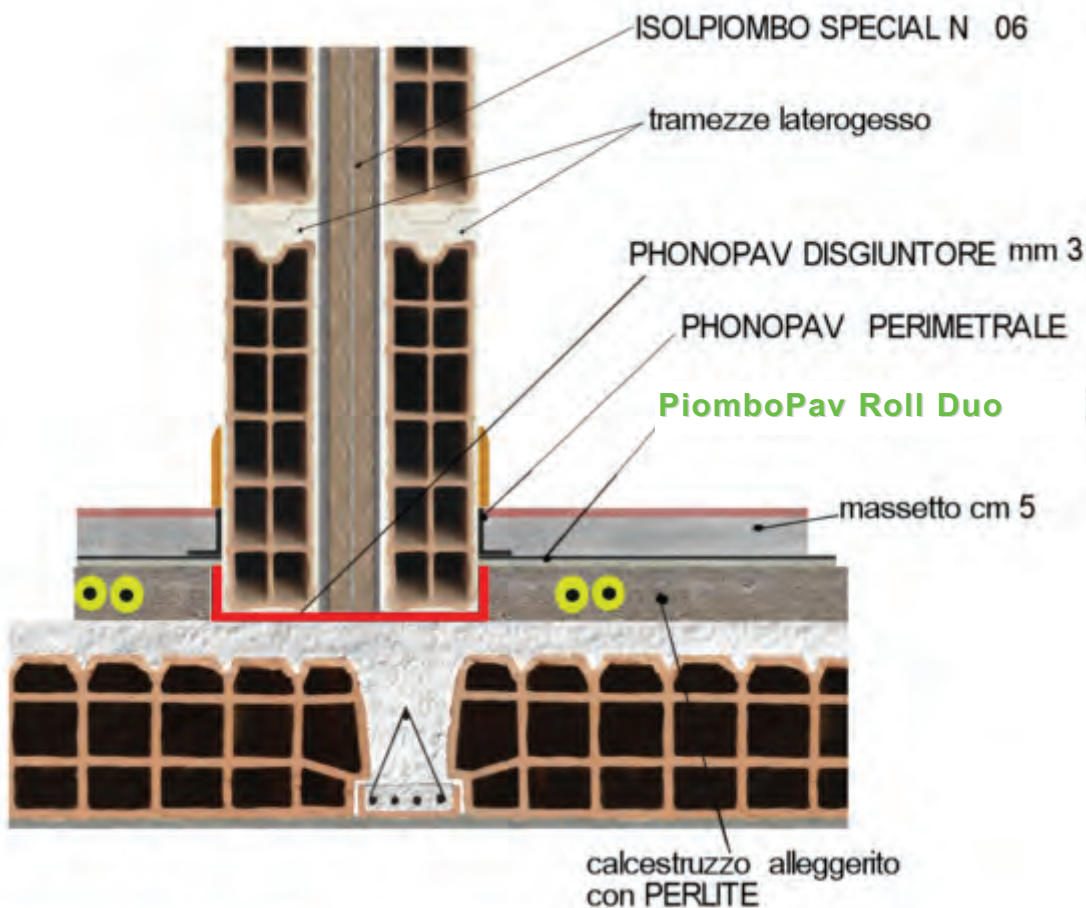 ISOLPIOMBO SPECIAL N 06
tramezze laterogesso
PHONOPAV DISGIUNTORE mm 3
PHONOPAV PERIMETRALE
PiomboPav Roll Duo
massetto cm 5
calcestruzzo alleggerito
con PERLITE